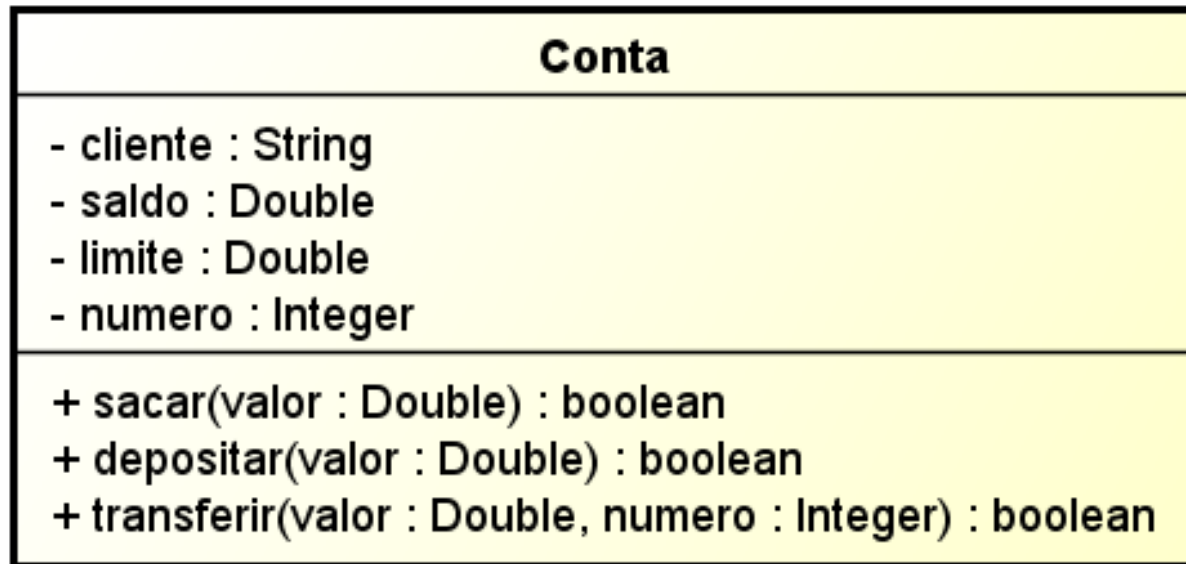 Conta
- cliente : String
- saldo : Double
- limite : Double
- numero : Integer
+ sacar(valor : Double) : boolean
+ depositar(valor : Double) : boolean
+ transferir(valor : Double, numero : Integer) : boolean